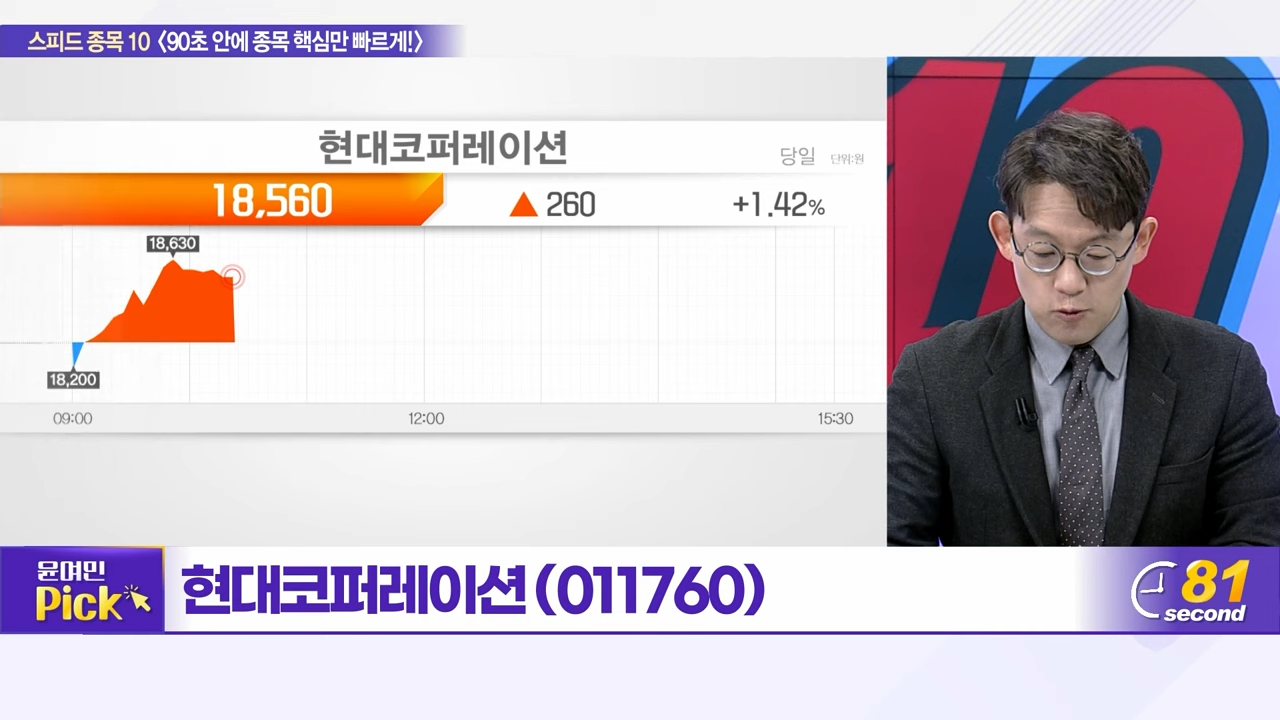 스피드 종목 10 〈90초 안에 종목 핵심만 빠르게!〉
현대코퍼레이션
당일 단위:원
18,560 ▲ 260 +1.42%
18,630
18,200
09:00 12:00 15:30
윤여민
Pick
현대코퍼레이션(011760)
81
second